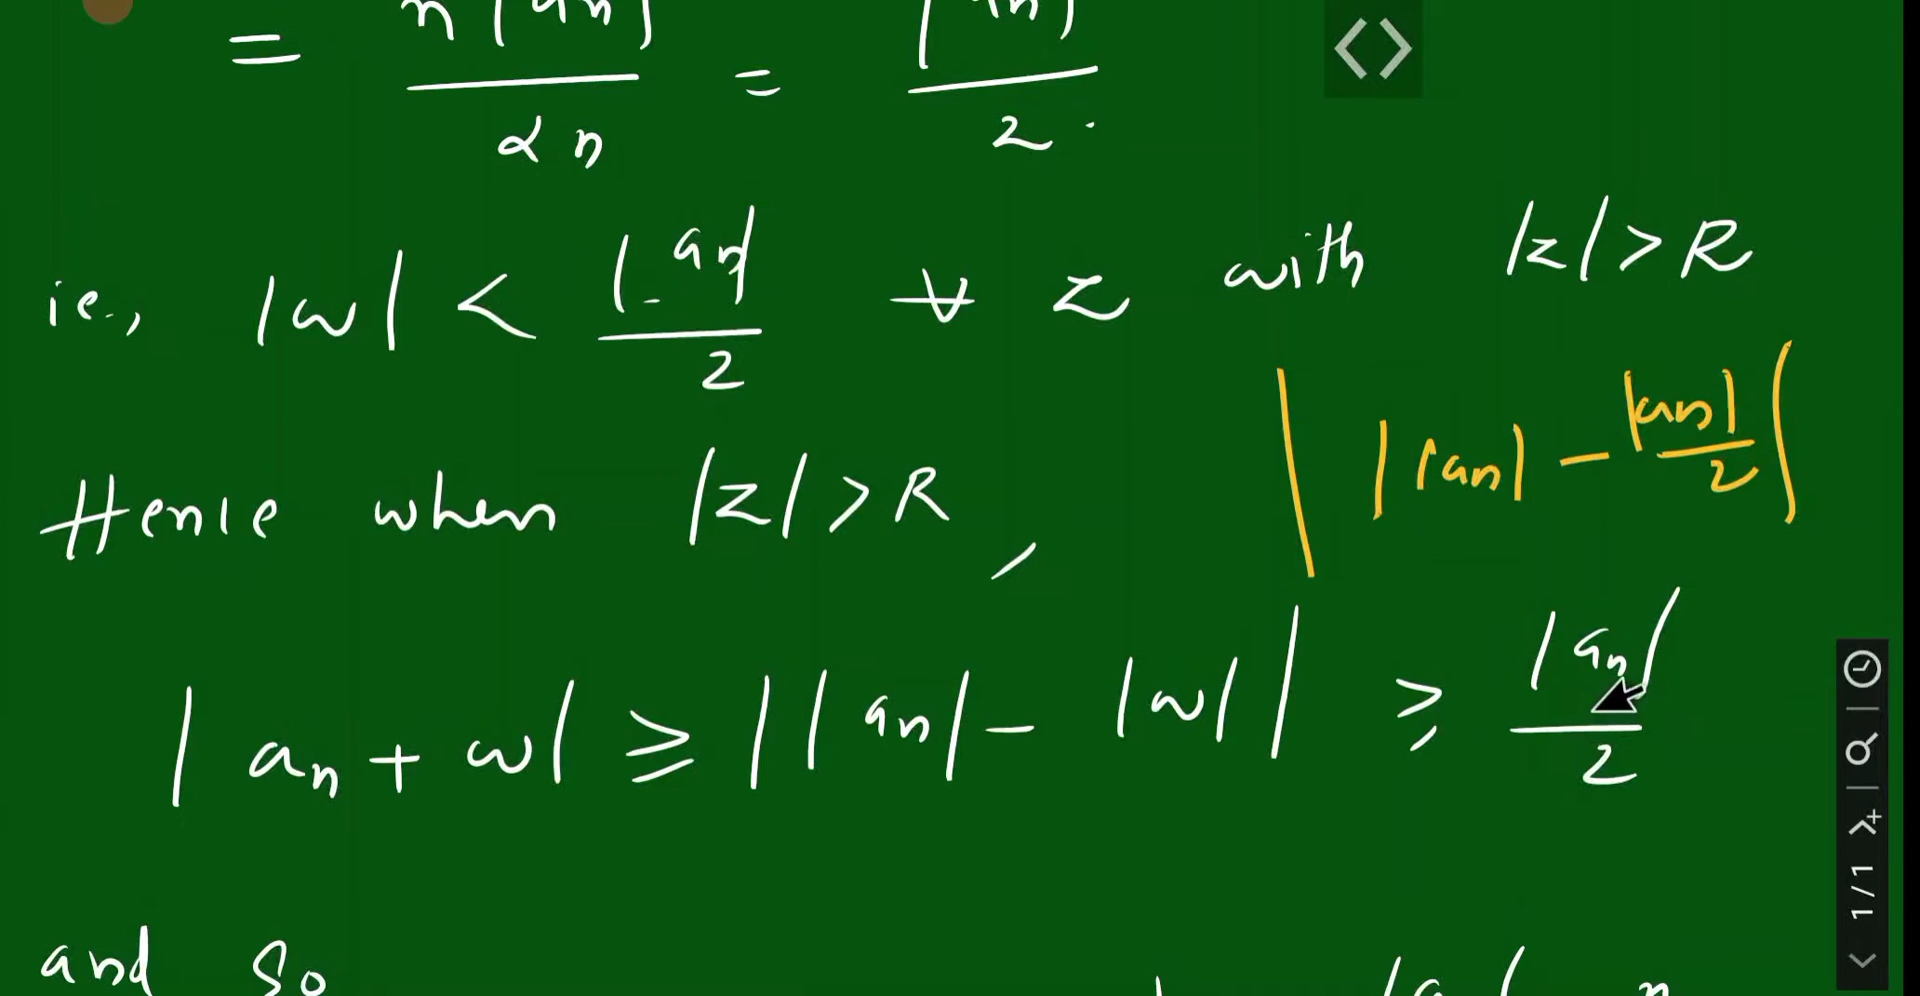 = n|an| / 2n = |an| / 2.
ie., |w| < |an| / 2 ∀ z with |z| > R
| |an| - |an| / 2 |
Hence when |z| > R,
|an + w| ≥ ||an| - |w|| ≥ |an| / 2
and so
1/1